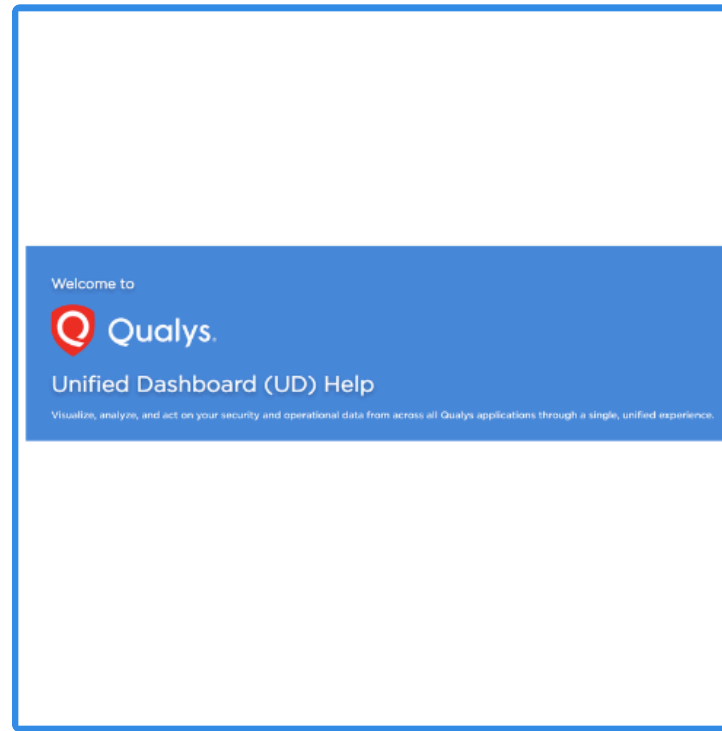 Welcome to
Qualys.
Unified Dashboard (UD) Help
Visualize, analyze, and act on your security and operational data from across all Qualys applications through a single, unified experience.